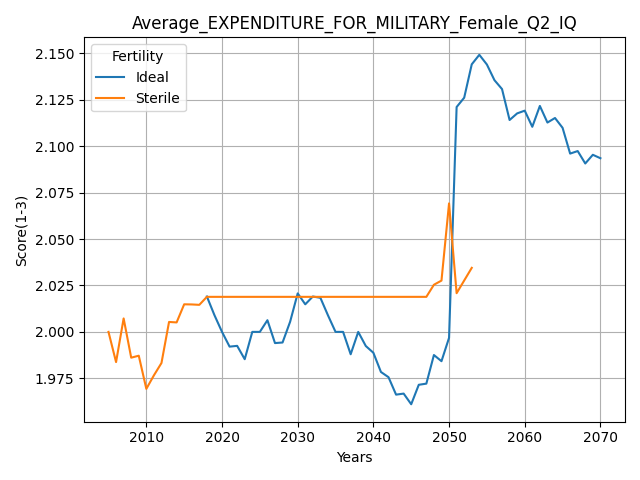 Average_EXPENDITURE_FOR_MILITARY_Female_Q2_IQ
Fertility
Ideal
Sterile
Score(1-3)
2.150
2.125
2.100
2.075
2.050
2.025
2.000
1.975
2010 2020 2030 2040 2050 2060 2070
Years